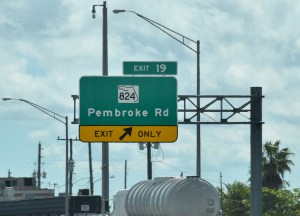 EXIT 19
824
Pembroke Rd
EXIT ONLY